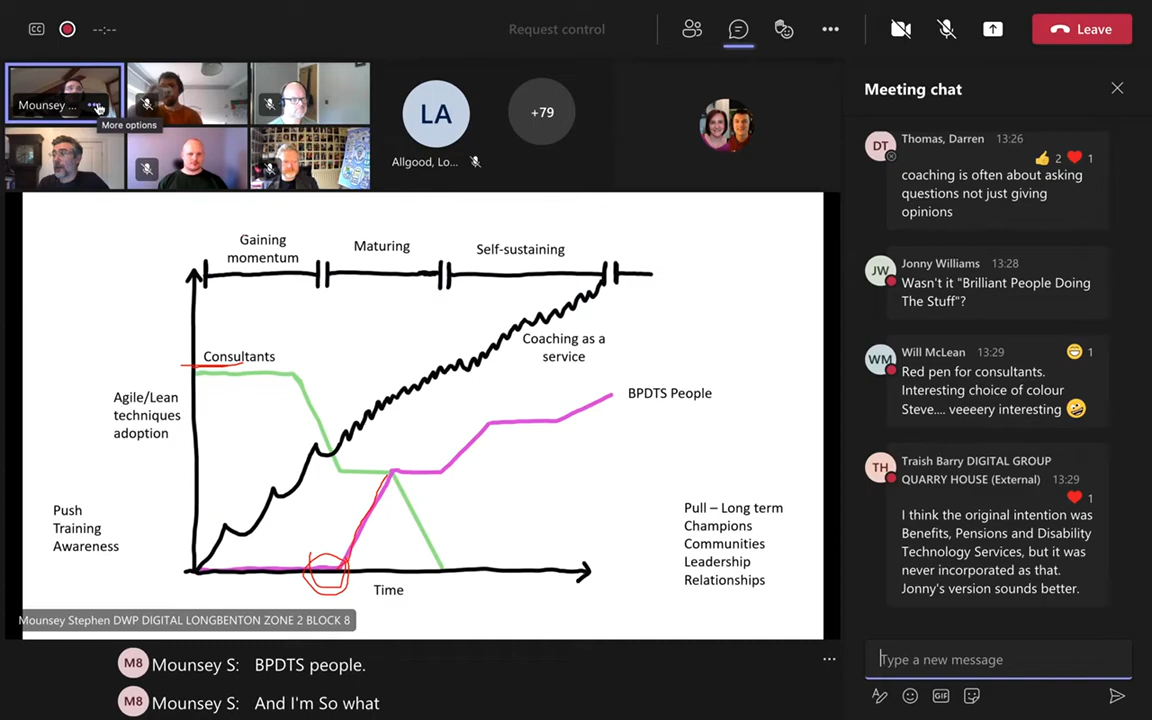 CC
--:--
Request control
Leave
Mounsey ...
More options
LA
Allgood, Lo...
+79
Gaining
momentum
Maturing
Self-sustaining
Consultants
Coaching as a
service
BPDTS People
Agile/Lean
techniques
adoption
Push
Training
Awareness
Pull – Long term
Champions
Communities
Leadership
Relationships
Time
Mounsey Stephen DWP DIGITAL LONGBENTON ZONE 2 BLOCK 8
M8 Mounsey S: BPDTS people.
M8 Mounsey S: And I'm So what
Meeting chat
DT
Thomas, Darren 13:26
2 1
coaching is often about asking
questions not just giving
opinions
JW
Jonny Williams 13:28
Wasn't it "Brilliant People Doing
The Stuff"?
WM
Will McLean 13:29
1
Red pen for consultants.
Interesting choice of colour
Steve.... veeeery interesting
TH
Traish Barry DIGITAL GROUP
QUARRY HOUSE (External) 13:29
1
I think the original intention was
Benefits, Pensions and Disability
Technology Services, but it was
never incorporated as that.
Jonny's version sounds better.
Type a new message
GIF